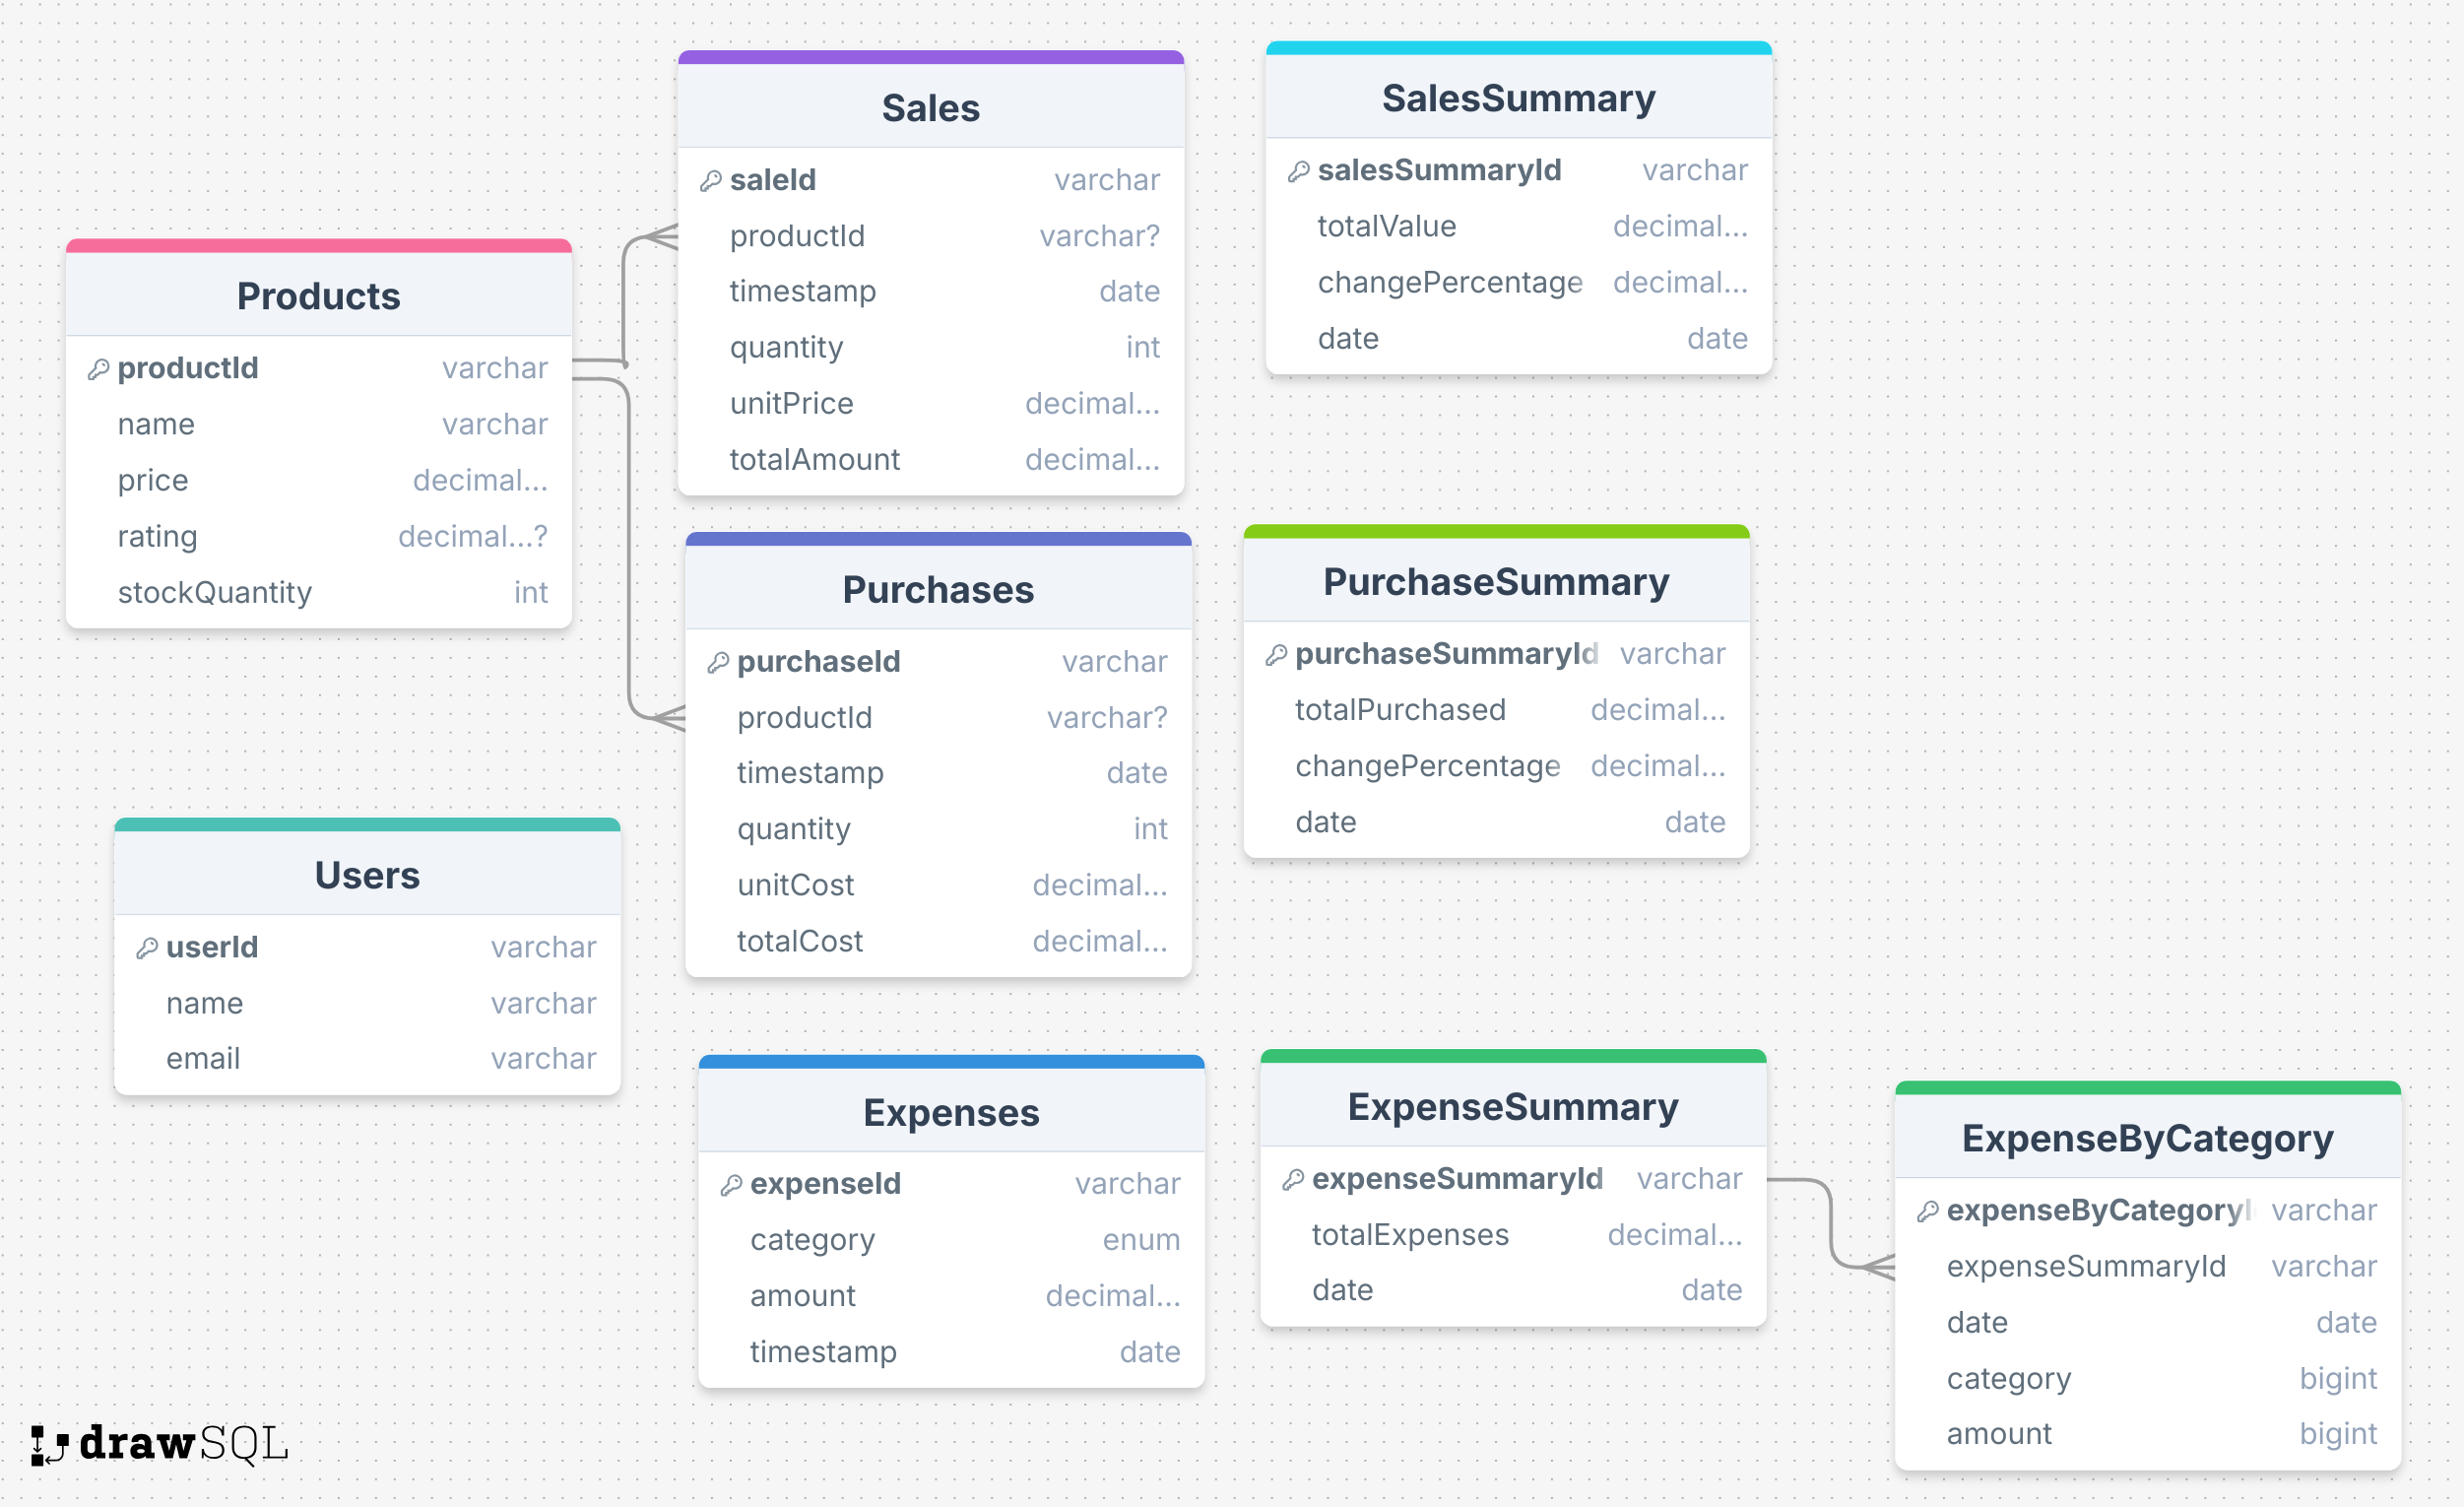 Products
productId varchar
name varchar
price decimal...
rating decimal...?
stockQuantity int
Sales
saleId varchar
productId varchar?
timestamp date
quantity int
unitPrice decimal...
totalAmount decimal...
SalesSummary
salesSummaryId varchar
totalValue decimal...
changePercentage decimal...
date date
Purchases
purchaseId varchar
productId varchar?
timestamp date
quantity int
unitCost decimal...
totalCost decimal...
PurchaseSummary
purchaseSummaryId varchar
totalPurchased decimal...
changePercentage decimal...
date date
Users
userId varchar
name varchar
email varchar
Expenses
expenseId varchar
category enum
amount decimal...
timestamp date
ExpenseSummary
expenseSummaryId varchar
totalExpenses decimal...
date date
ExpenseByCategory
expenseByCategoryI varchar
expenseSummaryId varchar
date date
category bigint
amount bigint
drawSQL